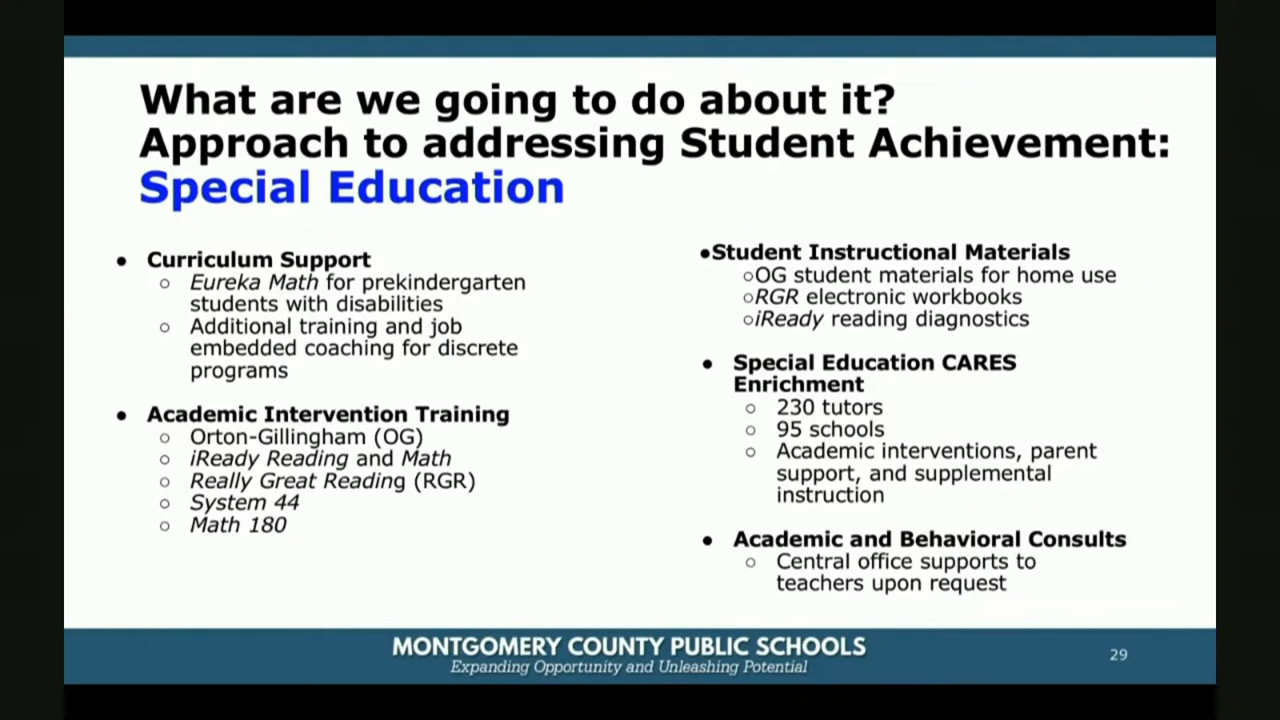 What are we going to do about it?
Approach to addressing Student Achievement:
Special Education
● Curriculum Support
○ Eureka Math for prekindergarten
students with disabilities
○ Additional training and job
embedded coaching for discrete
programs
● Academic Intervention Training
○ Orton-Gillingham (OG)
○ iReady Reading and Math
○ Really Great Reading (RGR)
○ System 44
○ Math 180
●Student Instructional Materials
○OG student materials for home use
○RGR electronic workbooks
○iReady reading diagnostics
● Special Education CARES
Enrichment
○ 230 tutors
○ 95 schools
○ Academic interventions, parent
support, and supplemental
instruction
● Academic and Behavioral Consults
○ Central office supports to
teachers upon request
MONTGOMERY COUNTY PUBLIC SCHOOLS
Expanding Opportunity and Unleashing Potential
29